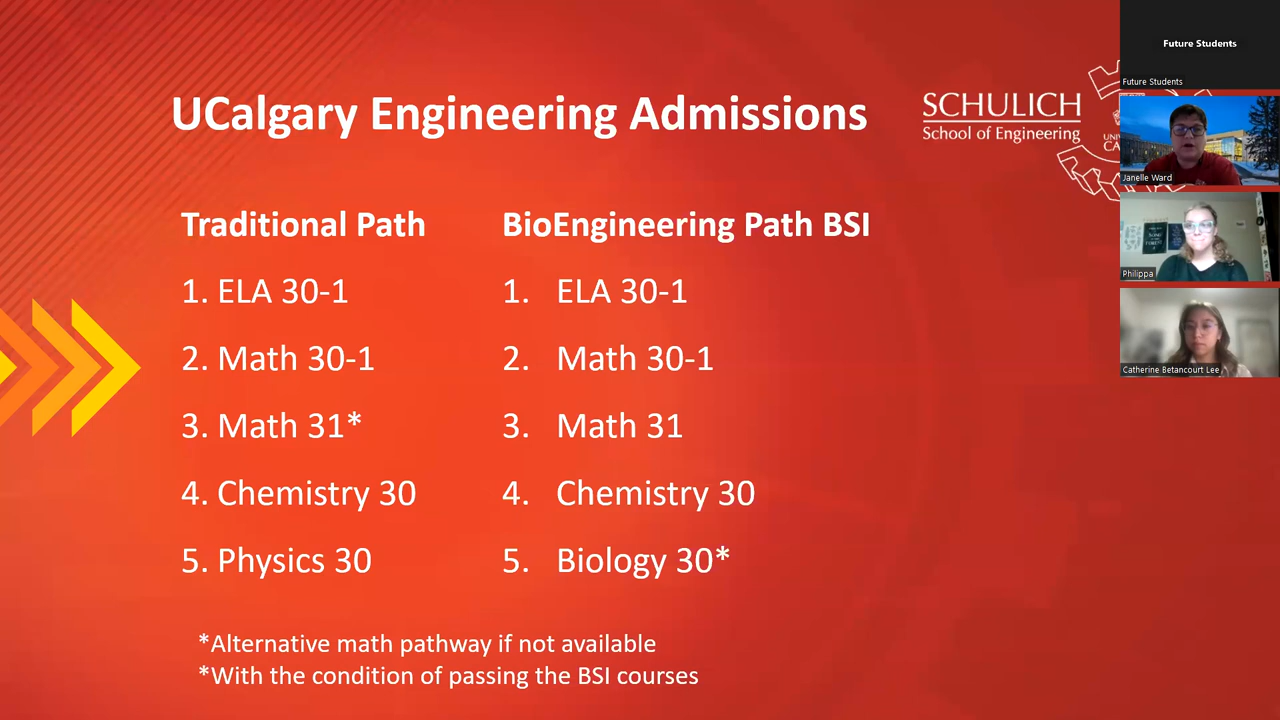 UCalgary Engineering Admissions
SCHULICH
School of Engineering
UNIV
CA
Traditional Path
1. ELA 30-1
2. Math 30-1
3. Math 31*
4. Chemistry 30
5. Physics 30
BioEngineering Path BSI
1. ELA 30-1
2. Math 30-1
3. Math 31
4. Chemistry 30
5. Biology 30*
*Alternative math pathway if not available
*With the condition of passing the BSI courses
Future Students
Future Students
Janelle Ward
Philippa
Catherine Betancourt Lee